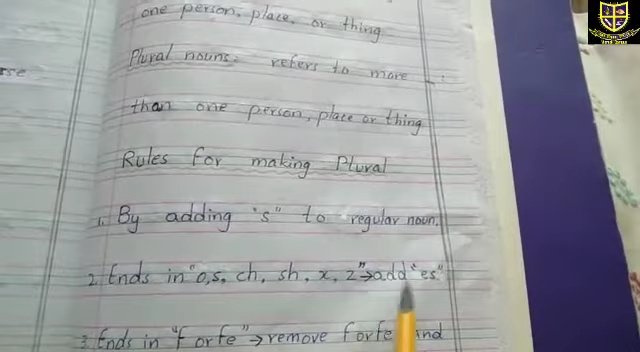 one person, place, or thing
Plural nouns: refers to more
than one person, place or thing
Rules for making Plural
1. By adding "s" to regular noun.
2. Ends in "o,s, ch, sh, x, z" → add "es"
3. Ends in "f or fe" → remove f or fe and